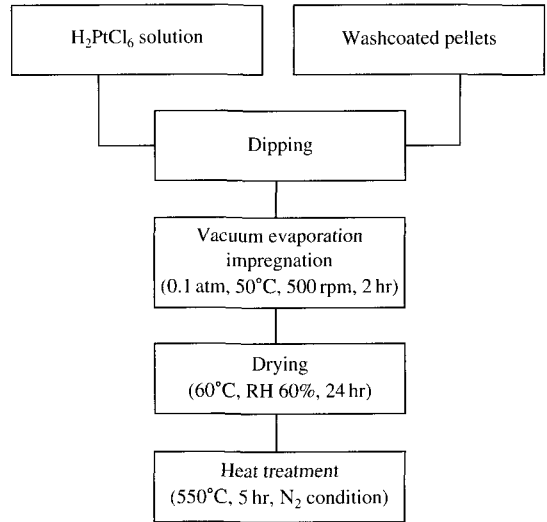 H₂PtCl₆ solution
Washcoated pellets
Dipping
Vacuum evaporation
impregnation
(0.1 atm, 50°C, 500 rpm, 2 hr)
Drying
(60°C, RH 60%, 24 hr)
Heat treatment
(550°C, 5 hr, N₂ condition)